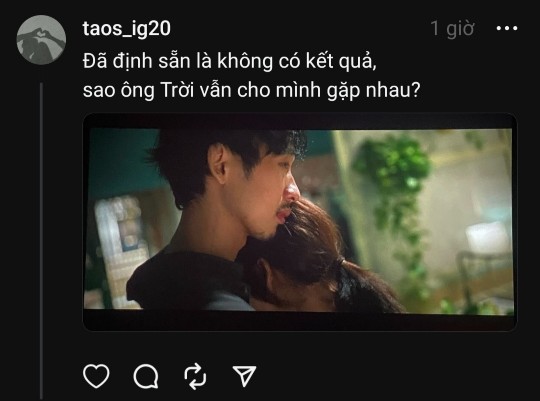 taos_ig20
1 giờ
Đã định sẵn là không có kết quả,
sao ông Trời vẫn cho mình gặp nhau?